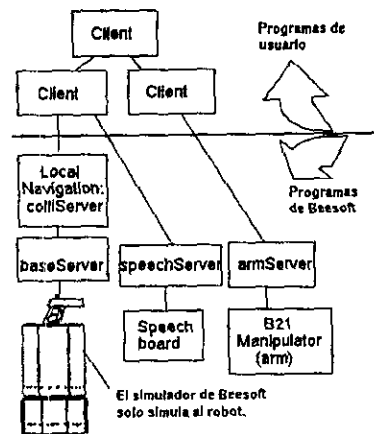 Client
Programas de
usuario
Client
Client
Local
Navigation:
colliServer
Programas
de Beesoft
baseServer
speechServer
armServer
Speech
board
B21
Manipulator
(arm)
El simulador de Beesoft
solo simula al robot.